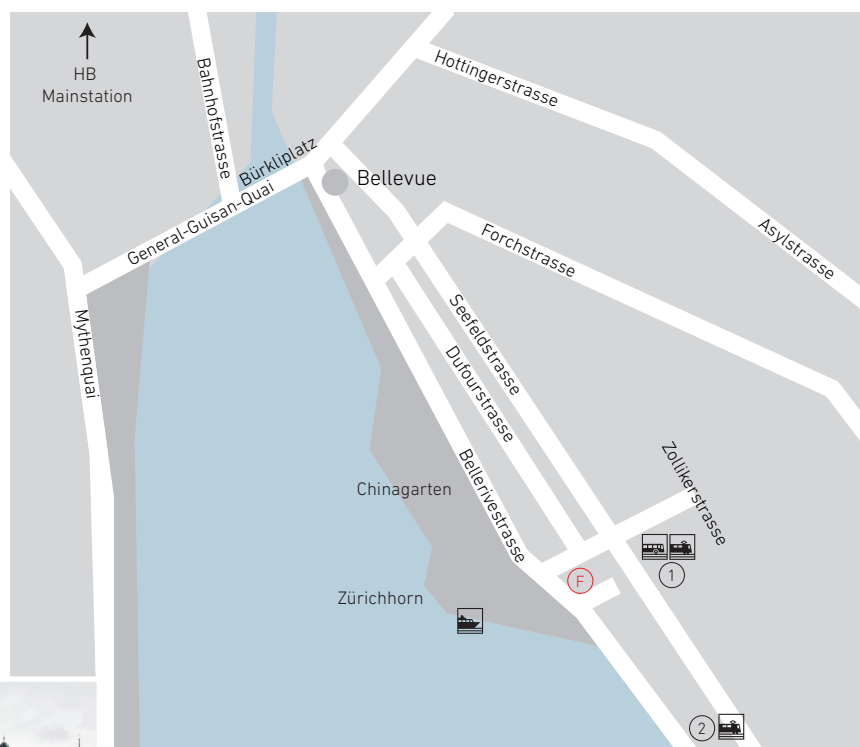 HB
Mainstation
Bahnhofstrasse
Hottingerstrasse
Bürkliplatz
Bellevue
General-Guisan-Quai
Forchstrasse
Asylstrasse
Mythenquai
Seefeldstrasse
Dufourstrasse
Bellerivestrasse
Zollikerstrasse
Chinagarten
F
1
Zürichhorn
2